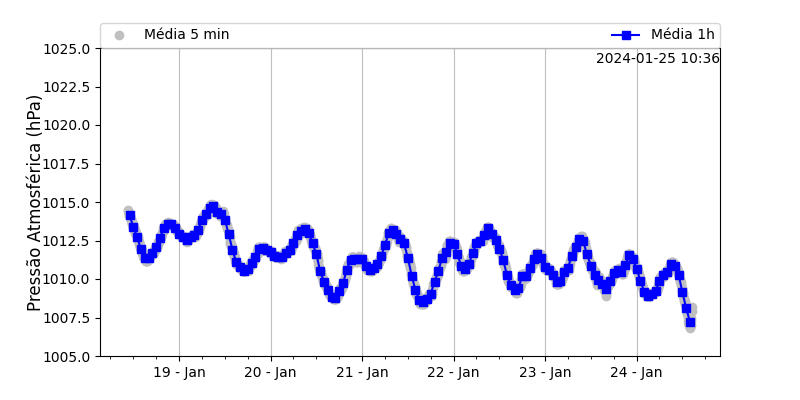 Média 5 min
Média 1h
2024-01-25 10:36
Pressão Atmosférica (hPa)
1025.0
1022.5
1020.0
1017.5
1015.0
1012.5
1010.0
1007.5
1005.0
19 - Jan
20 - Jan
21 - Jan
22 - Jan
23 - Jan
24 - Jan